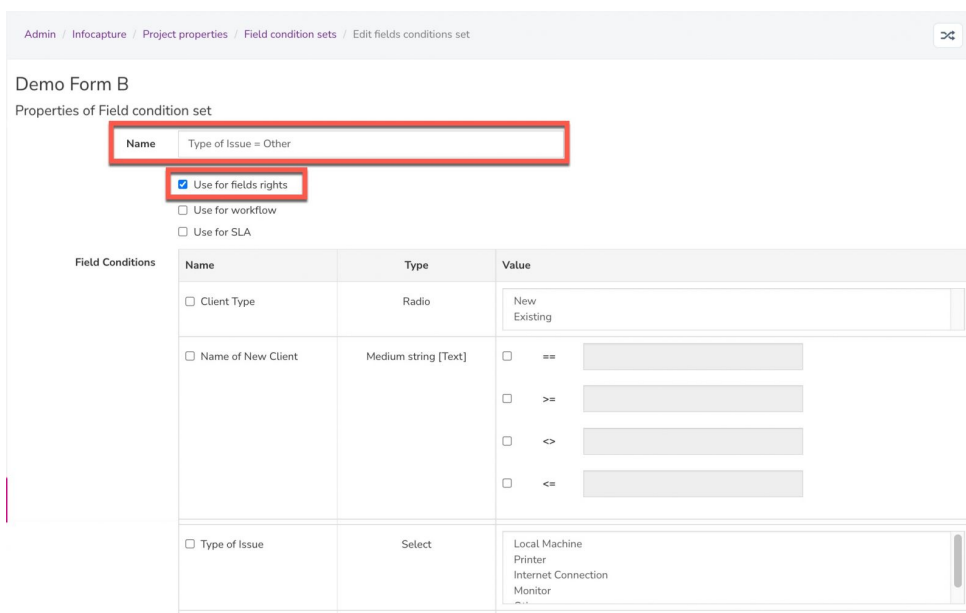 Admin / Infocapture / Project properties / Field condition sets / Edit fields conditions set
Demo Form B
Properties of Field condition set
Name Type of Issue = Other
Use for fields rights
Use for workflow
Use for SLA
Field Conditions Name Type Value
Client Type Radio New
Existing
Name of New Client Medium string [Text] ==
>=
<>
<=
Type of Issue Select Local Machine
Printer
Internet Connection
Monitor